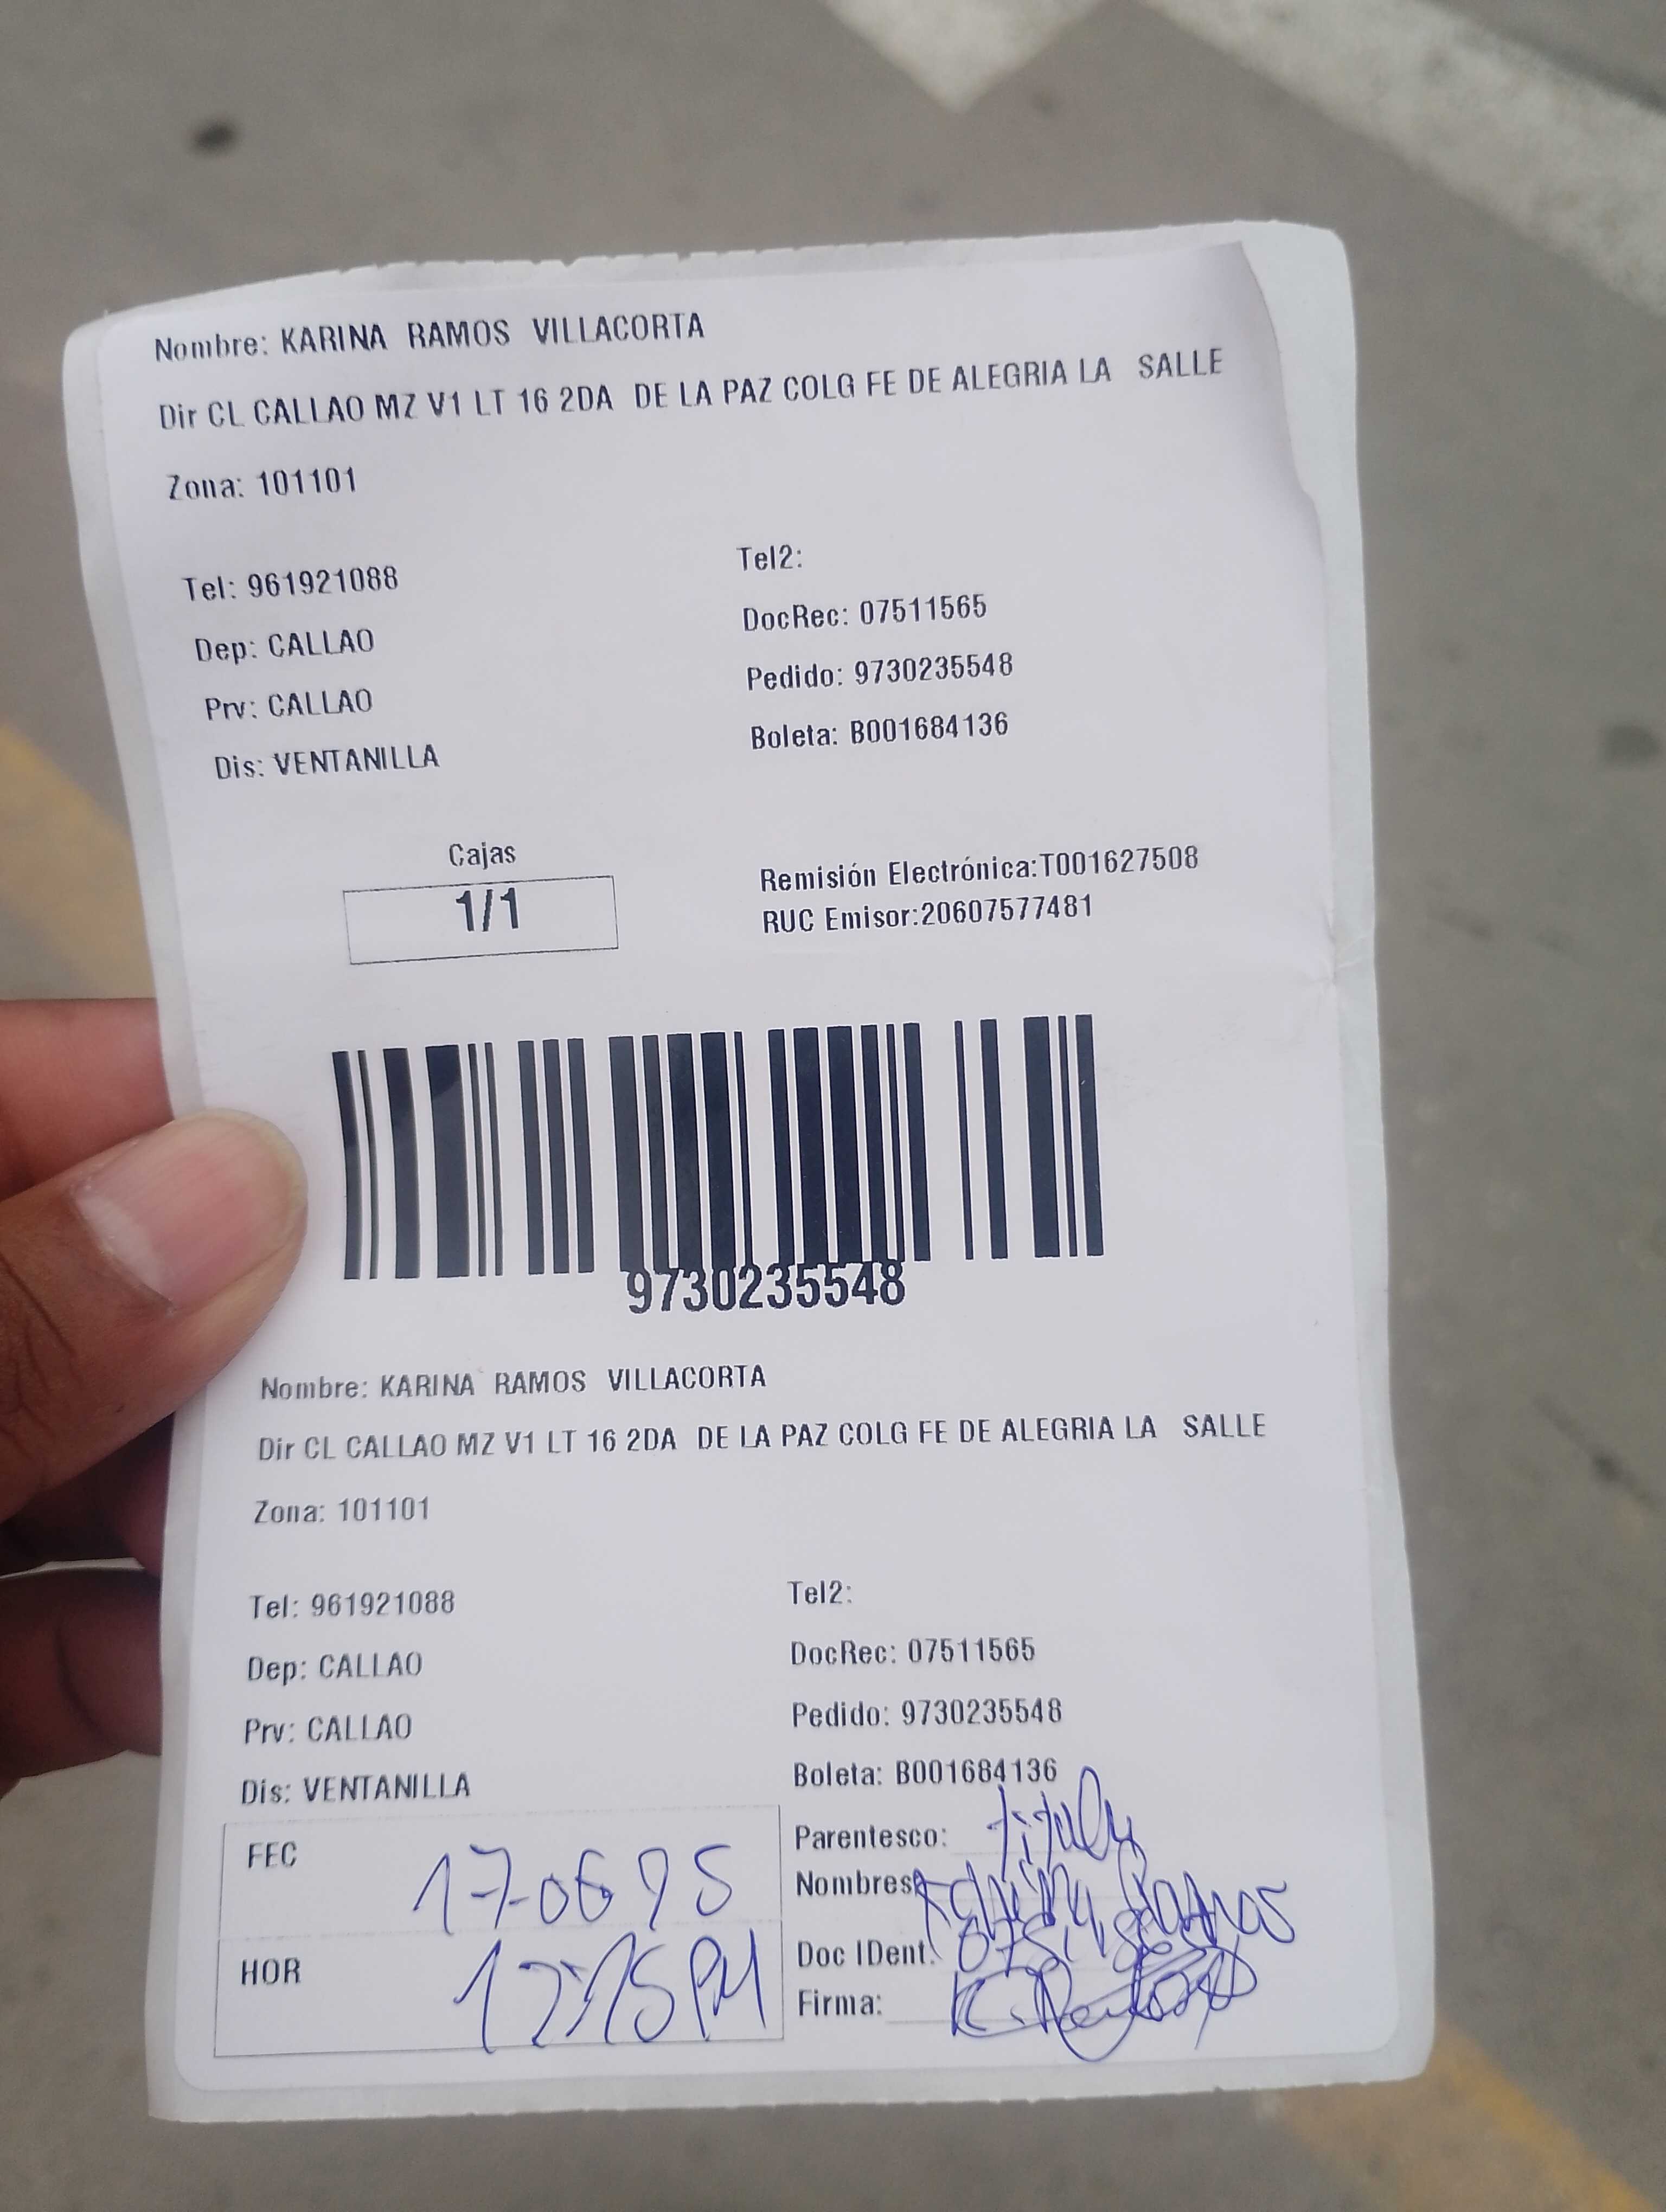 Nombre: KARINA RAMOS VILLACORTA
Dir CL CALLAO MZ V1 LT 16 2DA DE LA PAZ COLG FE DE ALEGRIA LA SALLE
Zona: 101101
Tel: 961921088
Tel2:
Dep: CALLAO
DocRec: 07511565
Prv: CALLAO
Pedido: 9730235548
Dis: VENTANILLA
Boleta: B001684136
Cajas
1/1
Remisión Electrónica:T001627508
RUC Emisor:20607577481
9730235548
Nombre: KARINA RAMOS VILLACORTA
Dir CL CALLAO MZ V1 LT 16 2DA DE LA PAZ COLG FE DE ALEGRIA LA SALLE
Zona: 101101
Tel: 961921088
Tel2:
Dep: CALLAO
DocRec: 07511565
Prv: CALLAO
Pedido: 9730235548
Dis: VENTANILLA
Boleta: B001684136
FEC
Parentesco:
Nombres: Karina Ramos
HOR
Doc IDent.
Firma: